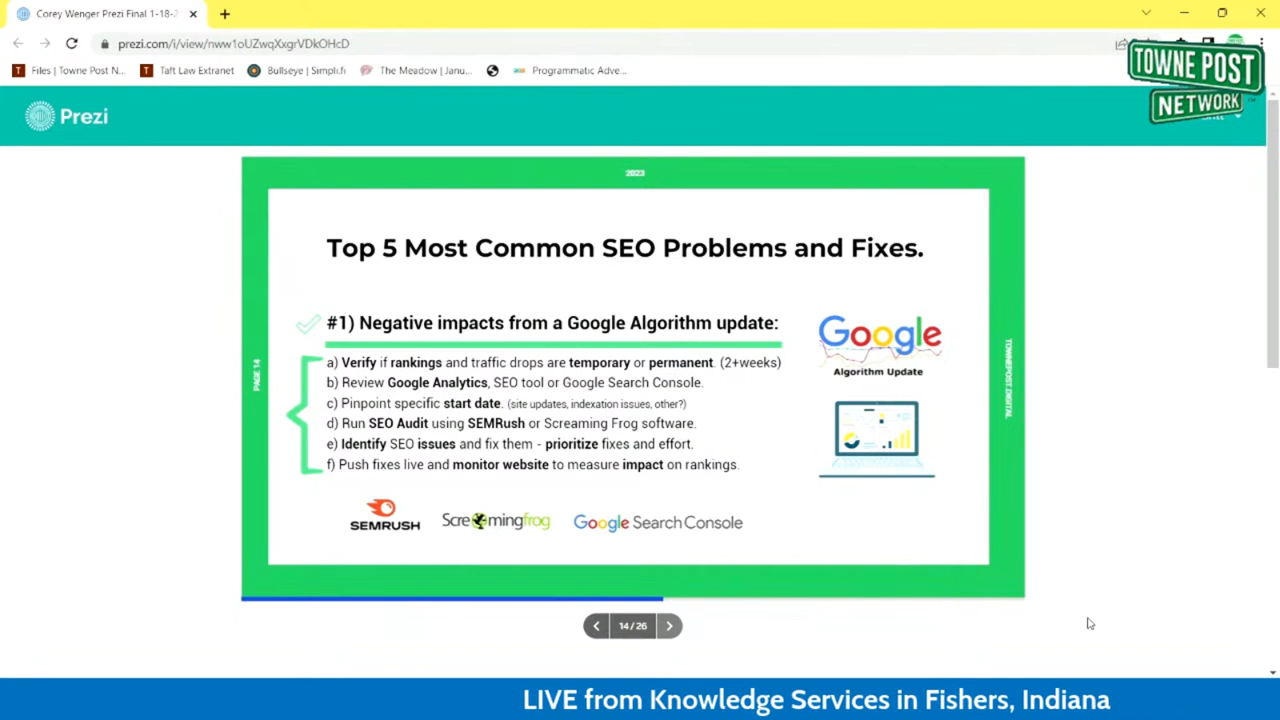 Corey Wenger Prezi Final 1-18-2
prezi.com/i/view/nww1oUZwqXxgrVDkOHcD
Files | Towne Post N...
Taft Law Extranet
Bullseye | Simpli.fi
The Meadow | Janu...
Programmatic Adve...
TOWNE POST
NETWORK
Prezi
2023
Top 5 Most Common SEO Problems and Fixes.
#1) Negative impacts from a Google Algorithm update:
a) Verify if rankings and traffic drops are temporary or permanent. (2+weeks)
b) Review Google Analytics, SEO tool or Google Search Console.
c) Pinpoint specific start date. (site updates, indexation issues, other?)
d) Run SEO Audit using SEMRush or Screaming Frog software.
e) Identify SEO issues and fix them - prioritize fixes and effort.
f) Push fixes live and monitor website to measure impact on rankings.
Google
Algorithm Update
PAGE 14
TOWNEPOST.DIGITAL
SEMRUSH
Screamingfrog
Google Search Console
14 / 26
LIVE from Knowledge Services in Fishers, Indiana